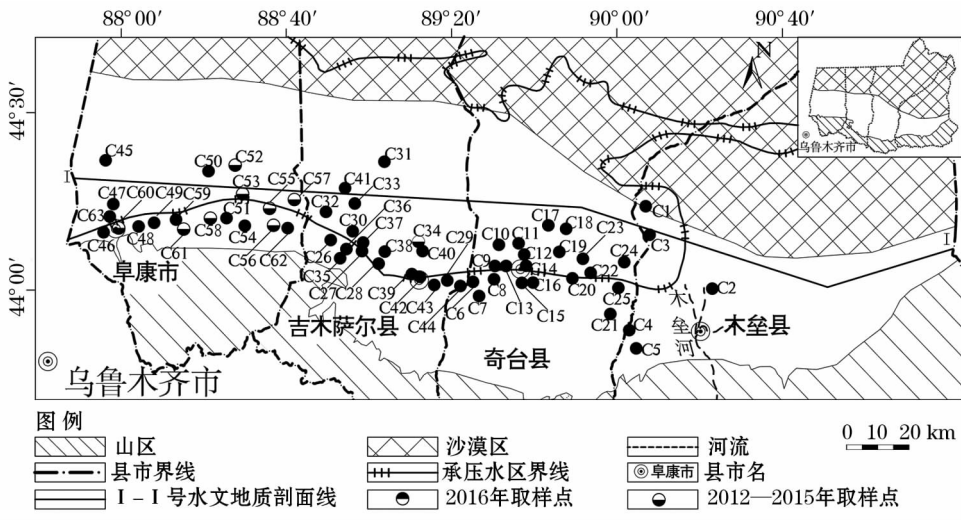 88°00′ 88°40′ 89°20′ 90°00′ 90°40′
44°30′
44°00′
N
乌鲁木齐市
C45 C50 C52 C31
I
C53 C55 C57 C41 C33
C47 C60 C49 C59 C36
C63 C51 C32 C30 C37 C34 C29 C17 C18 C1
C46 C48 C58 C54 C26 C38 C40 C10 C11 C19 C23 C3
C61 C56 C62 C35 C9 C12 C24 I
阜康市 C27 C28 C39 C14 C22
C42 C43 C8 C16 C20 C25 C2
C44 C6 C7 C13 C15 C21 C4
C5
吉木萨尔县 奇台县 木垒河 木垒县
乌鲁木齐市
图例
山区 沙漠区 河流 0 10 20 km
县市界线 承压水区界线 阜康市 县市名
I-I号水文地质剖面线 2016年取样点 2012—2015年取样点